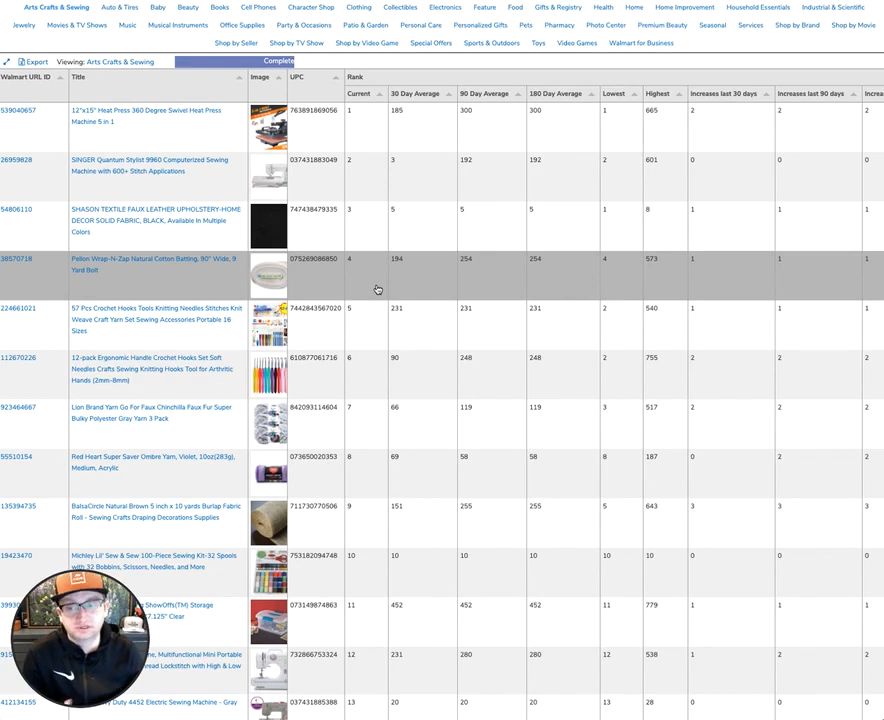 Arts Crafts & Sewing Auto & Tires Baby Beauty Books Cell Phones Character Shop Clothing Collectibles Electronics Feature Food Gifts & Registry Health Home Home Improvement Household Essentials Industrial & Scientific
Jewelry Movies & TV Shows Music Musical Instruments Office Supplies Party & Occasions Patio & Garden Personal Care Personalized Gifts Pets Pharmacy Photo Center Premium Beauty Seasonal Services Shop by Brand Shop by Movie
Shop by Seller Shop by TV Show Shop by Video Game Special Offers Sports & Outdoors Toys Video Games Walmart for Business
Export Viewing: Arts Crafts & Sewing Complete
Walmart URL ID Title Image UPC Rank
Current 30 Day Average 90 Day Average 180 Day Average Lowest Highest Increases last 30 days Increases last 90 days Increa
539040657 12"x15" Heat Press 360 Degree Swivel Heat Press 763891869056 1 185 300 300 1 665 2 2 2
Machine 5 in 1
26959828 SINGER Quantum Stylist 9960 Computerized Sewing 037431883049 2 3 192 192 2 601 0 0 0
Machine with 600+ Stitch Applications
54806110 SHASON TEXTILE FAUX LEATHER UPHOLSTERY-HOME 747438479335 3 5 5 5 1 8 1 1 1
DECOR SOLID FABRIC, BLACK, Available In Multiple
Colors
38570718 Pellon Wrap-N-Zap Natural Cotton Batting, 90" Wide, 9 075269086850 4 194 254 254 4 573 1 1 1
Yard Bolt
224661021 57 Pcs Crochet Hooks Tools Knitting Needles Stitches Knit 7442843567020 5 231 231 231 2 540 1 1 1
Weave Craft Yarn Set Sewing Accessories Portable 16
Sizes
112670226 12-pack Ergonomic Handle Crochet Hooks Set Soft 610877061716 6 90 248 248 2 755 2 2 2
Needles Crafts Sewing Knitting Hooks Tool for Arthritic
Hands (2mm-8mm)
923464667 Lion Brand Yarn Go For Faux Chinchilla Faux Fur Super 842093114604 7 66 119 119 3 517 2 2 2
Bulky Polyester Gray Yarn 3 Pack
55510154 Red Heart Super Saver Ombre Yarn, Violet, 10oz(283g), 073650020353 8 69 58 58 8 187 0 2 2
Medium, Acrylic
135394735 BalsaCircle Natural Brown 5 inch x 10 yards Burlap Fabric 711730770506 9 151 255 255 5 643 3 3 3
Roll - Sewing Crafts Draping Decorations Supplies
19423470 Michley Lil' Sew & Sew 100-Piece Sewing Kit-32 Spools 753182094748 10 10 10 10 10 10 0 0 0
with 32 Bobbins, Scissors, Needles, and More
3993 ShowOffs(TM) Storage 073149874863 11 452 452 452 11 779 1 1 1
7.125" Clear
915 ne, Multifunctional Mini Portable 732866753324 12 231 280 280 12 538 1 2 2
read Lockstitch with High & Low
412134155 Duty 4452 Electric Sewing Machine - Gray 037431885388 13 20 20 20 13 28 0 0 0